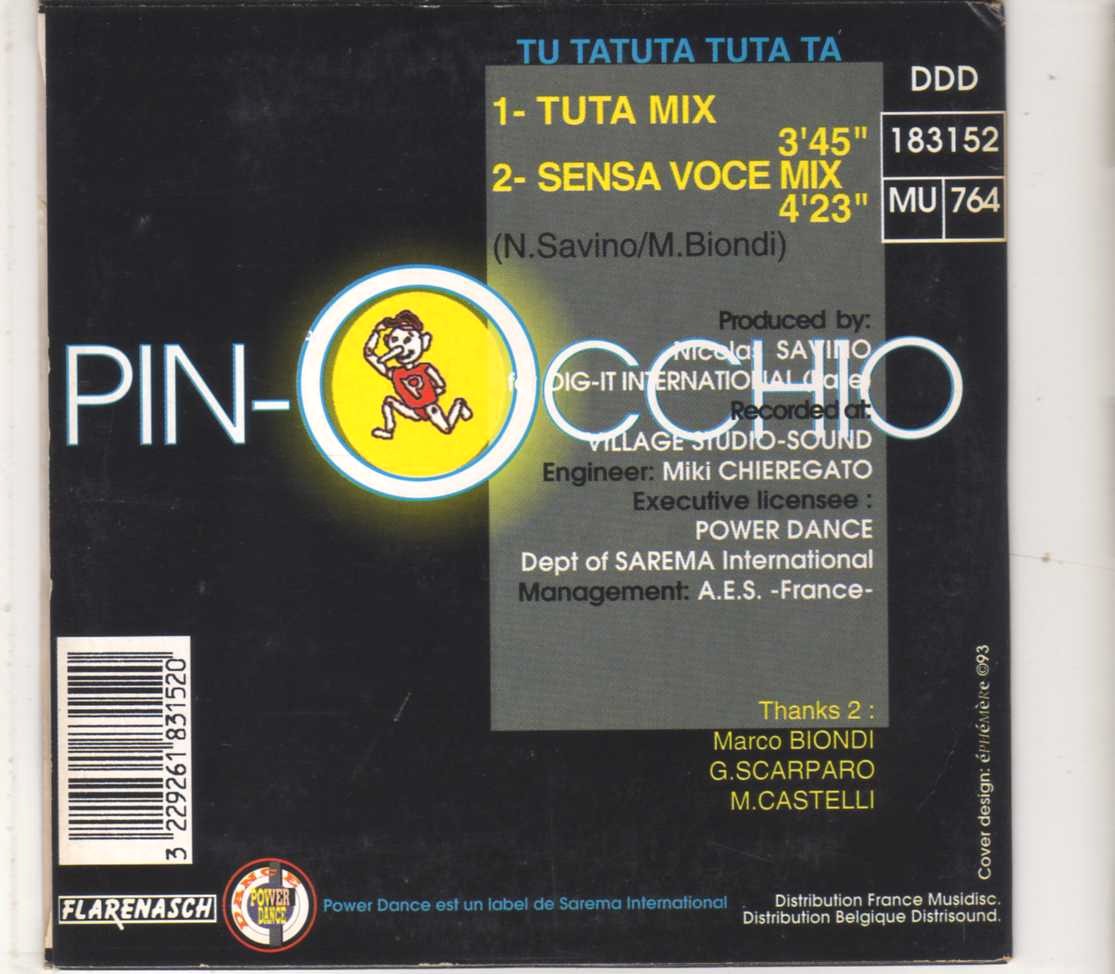 TU TATUTA TUTA TA
DDD
1- TUTA MIX
3'45"
183152
2- SENSA VOCE MIX
4'23"
MU 764
(N.Savino/M.Biondi)
PIN-OCCHIO
Produced by:
Nicolas SAVINO
for DIG-IT INTERNATIONAL
Recorded at:
VILLAGE STUDIO-SOUND
Engineer: Miki CHIEREGATO
Executive licensee :
POWER DANCE
Dept of SAREMA International
Management: A.E.S. -France-
Thanks 2 :
Marco BIONDI
G.SCARPARO
M.CASTELLI
Cover design: éPHéMèRe ©93
3 229261 831520
FLARENASCH
DANCE
POWER
DANCE
Power Dance est un label de Sarema International
Distribution France Musidisc.
Distribution Belgique Distrisound.